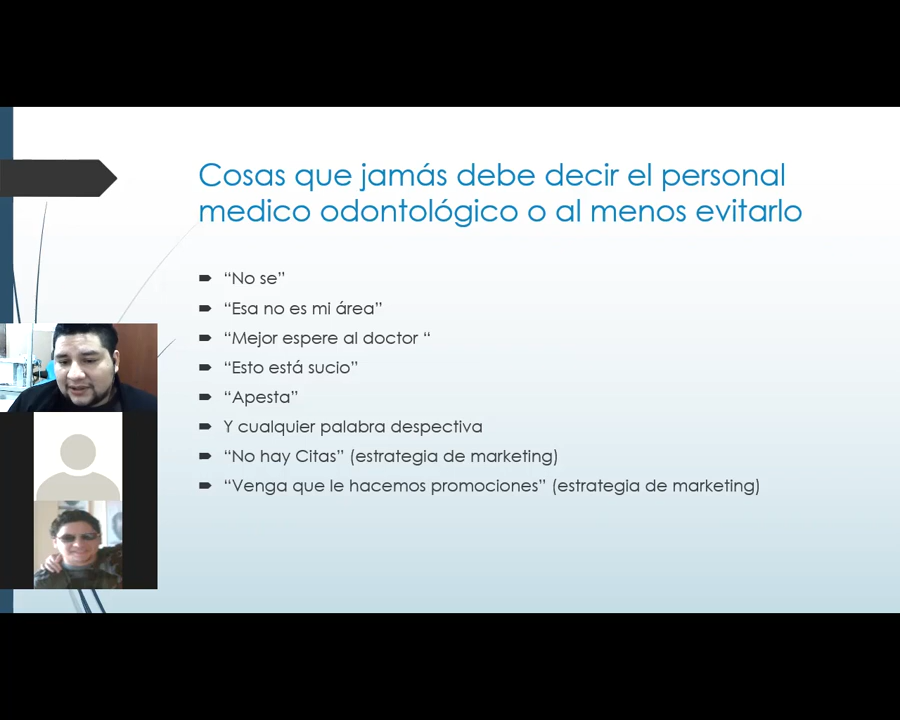 Cosas que jamás debe decir el personal
medico odontológico o al menos evitarlo
“No se”
“Esa no es mi área”
“Mejor espere al doctor “
“Esto está sucio”
“Apesta”
Y cualquier palabra despectiva
“No hay Citas” (estrategia de marketing)
“Venga que le hacemos promociones” (estrategia de marketing)